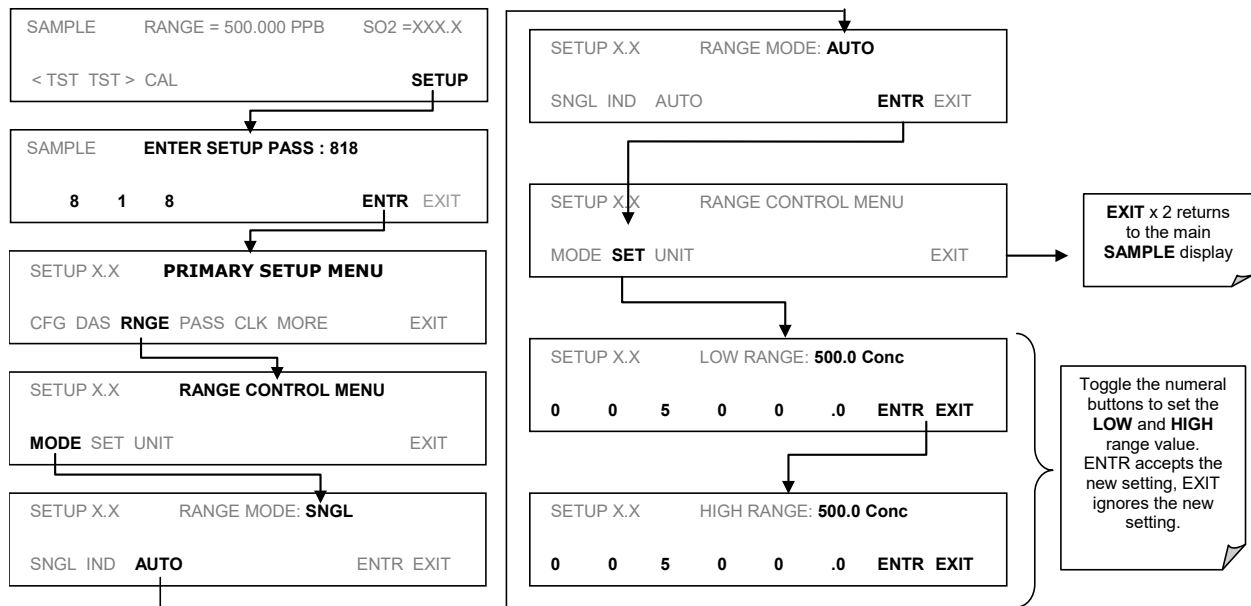 SAMPLE RANGE = 500.000 PPB SO2 =XXX.X
< TST TST > CAL SETUP
SAMPLE ENTER SETUP PASS : 818
8 1 8 ENTR EXIT
SETUP X.X PRIMARY SETUP MENU
CFG DAS RNGE PASS CLK MORE EXIT
SETUP X.X RANGE CONTROL MENU
MODE SET UNIT EXIT
SETUP X.X RANGE MODE: SNGL
SNGL IND AUTO ENTR EXIT
SETUP X.X RANGE MODE: AUTO
SNGL IND AUTO ENTR EXIT
SETUP X.X RANGE CONTROL MENU
MODE SET UNIT EXIT
EXIT x 2 returns
to the main
SAMPLE display
SETUP X.X LOW RANGE: 500.0 Conc
0 0 5 0 0 .0 ENTR EXIT
SETUP X.X HIGH RANGE: 500.0 Conc
0 0 5 0 0 .0 ENTR EXIT
Toggle the numeral
buttons to set the
LOW and HIGH
range value.
ENTR accepts the
new setting, EXIT
ignores the new
setting.